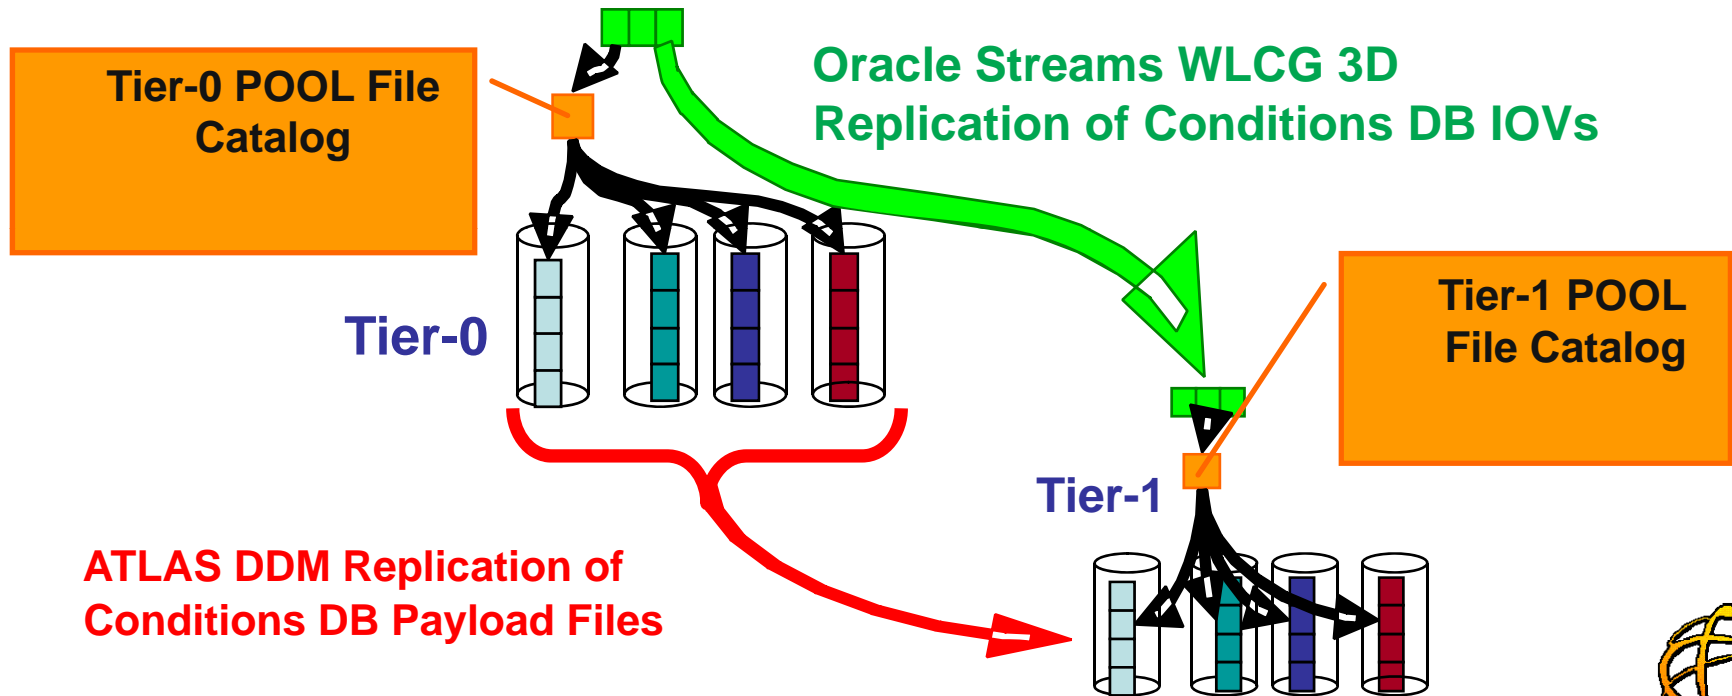 Tier-0 POOL File
Catalog
Oracle Streams WLCG 3D
Replication of Conditions DB IOVs
Tier-0
Tier-1 POOL
File Catalog
Tier-1
ATLAS DDM Replication of
Conditions DB Payload Files